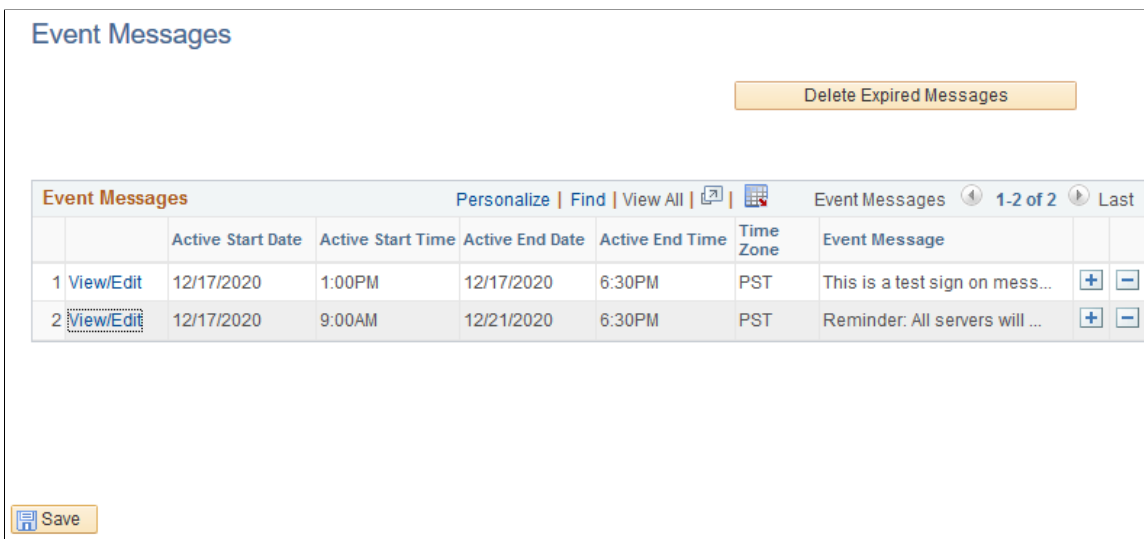 Event Messages
Delete Expired Messages
Event Messages Personalize | Find | View All | | Event Messages 1-2 of 2 Last
Active Start Date Active Start Time Active End Date Active End Time Time Zone Event Message
1 View/Edit 12/17/2020 1:00PM 12/17/2020 6:30PM PST This is a test sign on mess... + −
2 View/Edit 12/17/2020 9:00AM 12/21/2020 6:30PM PST Reminder: All servers will ... + −
Save